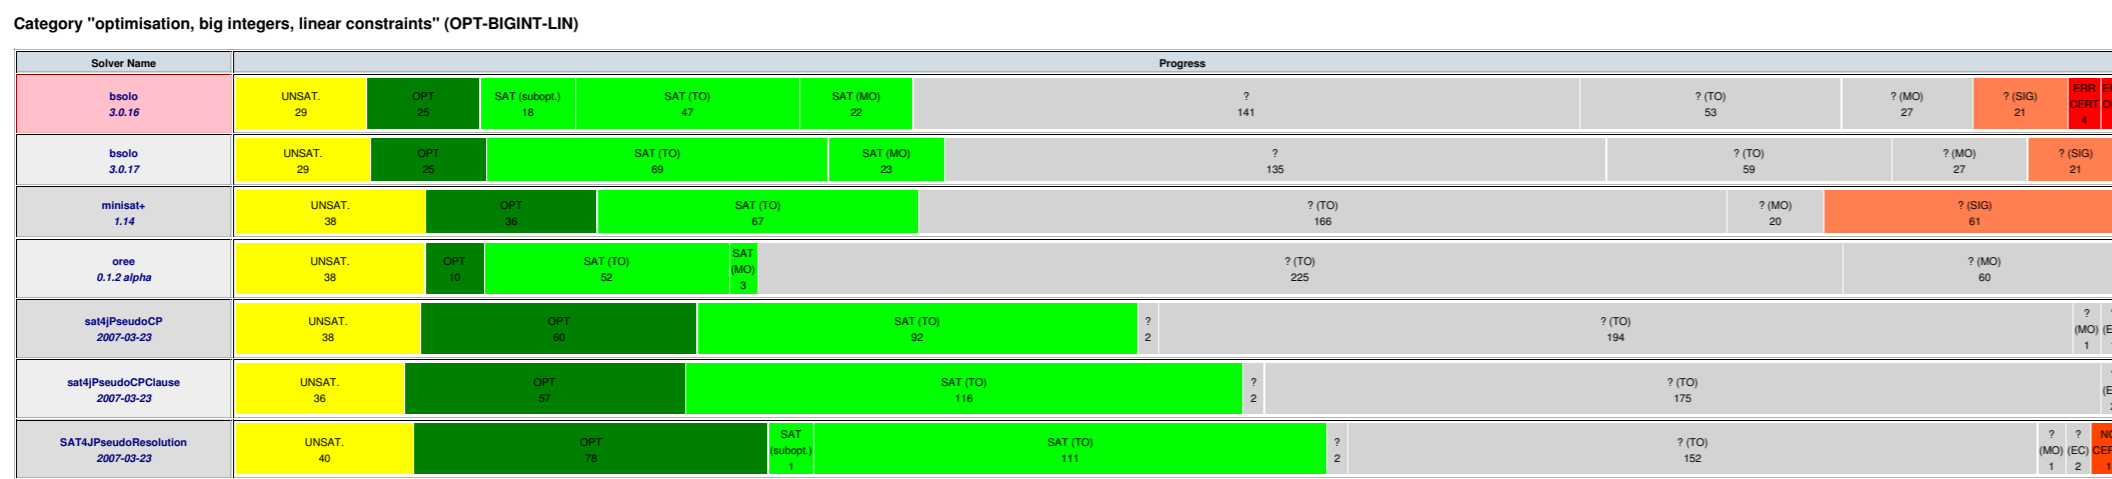 Category "optimisation, big integers, linear constraints" (OPT-BIGINT-LIN)
Solver Name Progress
bsolo
3.0.16
UNSAT.
29
OPT
25
SAT (subopt.)
18
SAT (TO)
47
SAT (MO)
22
?
141
? (TO)
53
? (MO)
27
? (SIG)
21
ERR
CERT
4
bsolo
3.0.17
UNSAT.
29
OPT
25
SAT (TO)
69
SAT (MO)
23
?
135
? (TO)
59
? (MO)
27
? (SIG)
21
minisat+
1.14
UNSAT.
38
OPT
36
SAT (TO)
67
? (TO)
166
? (MO)
20
? (SIG)
61
oree
0.1.2 alpha
UNSAT.
38
OPT
10
SAT (TO)
52
SAT
(MO)
3
? (TO)
225
? (MO)
60
sat4jPseudoCP
2007-03-23
UNSAT.
38
OPT
60
SAT (TO)
92
?
2
? (TO)
194
?
(MO)
1
sat4jPseudoCPClause
2007-03-23
UNSAT.
36
OPT
57
SAT (TO)
116
?
2
? (TO)
175
SAT4JPseudoResolution
2007-03-23
UNSAT.
40
OPT
78
SAT
(subopt.)
1
SAT (TO)
111
?
2
? (TO)
152
?
(MO)
1
?
(EC)
2